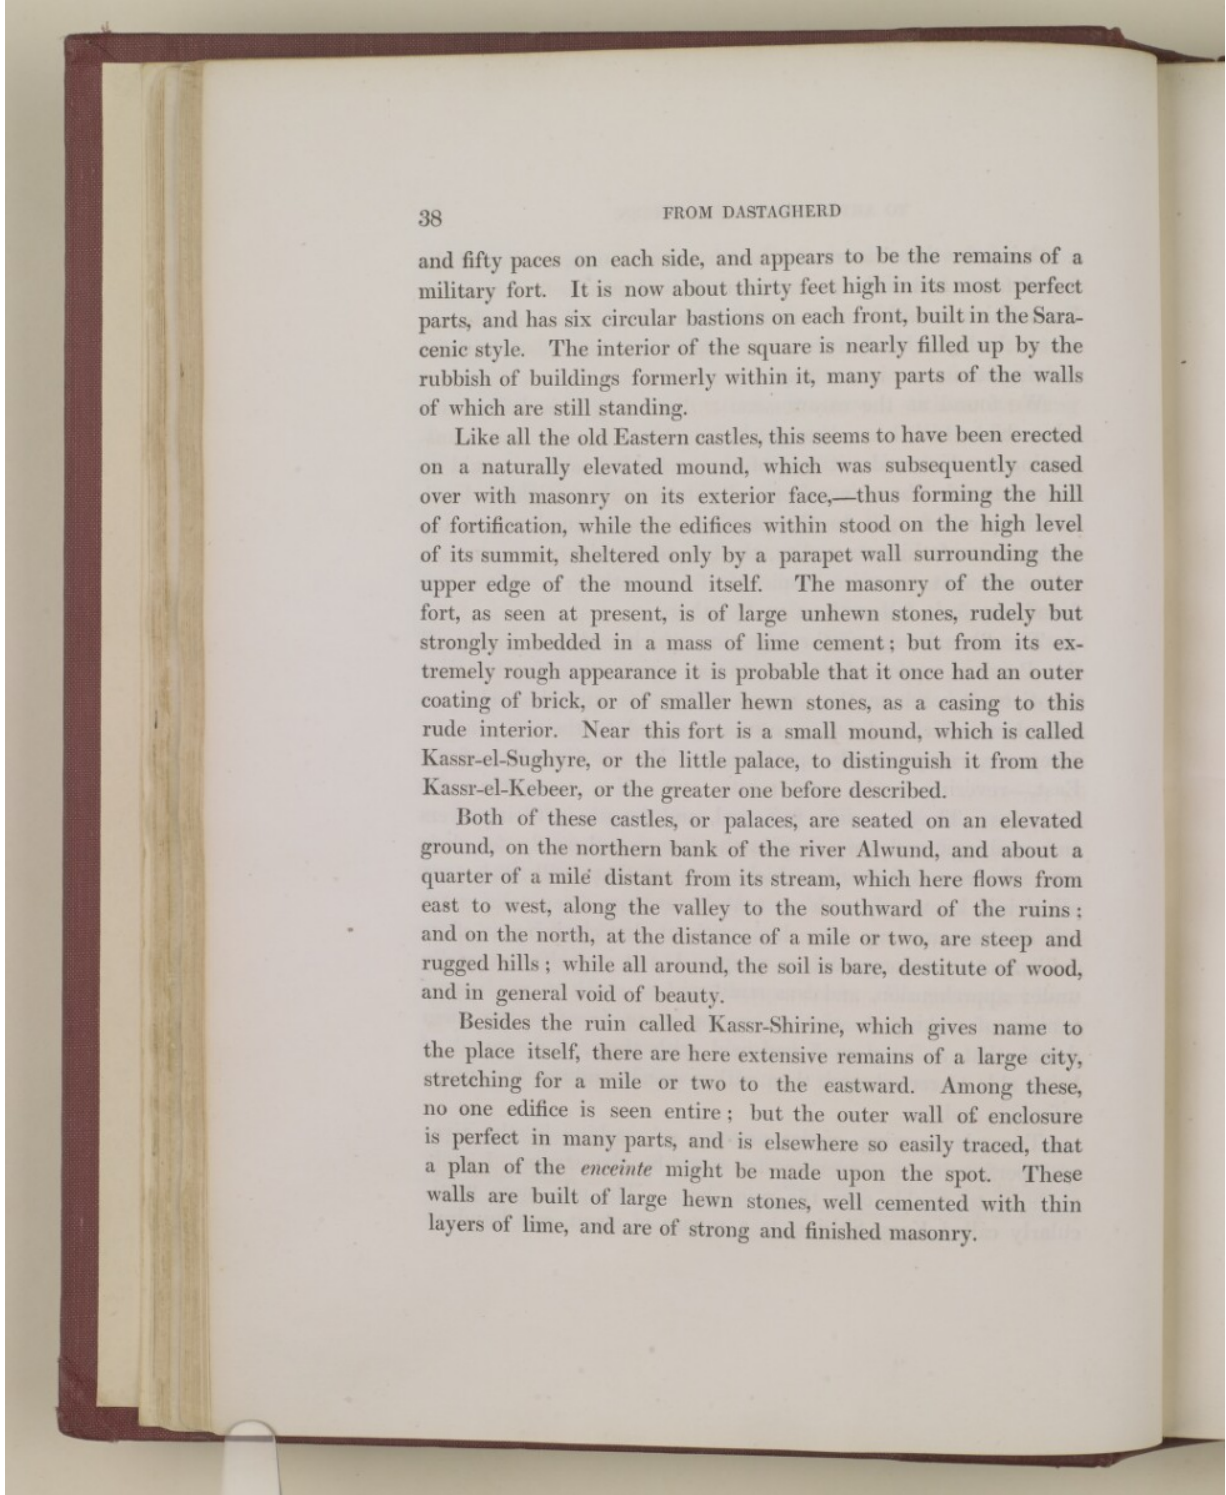 38
FROM DASTAGHERD
and fifty paces on each side, and appears to be the remains of a
military fort. It is now about thirty feet high in its most perfect
parts, and has six circular bastions on each front, built in the Sara-
cenic style. The interior of the square is nearly filled up by the
rubbish of buildings formerly within it, many parts of the walls
of which are still standing.
Like all the old Eastern castles, this seems to have been erected
on a naturally elevated mound, which was subsequently cased
over with masonry on its exterior face,—thus forming the hill
of fortification, while the edifices within stood on the high level
of its summit, sheltered only by a parapet wall surrounding the
upper edge of the mound itself. The masonry of the outer
fort, as seen at present, is of large unhewn stones, rudely but
strongly imbedded in a mass of lime cement; but from its ex-
tremely rough appearance it is probable that it once had an outer
coating of brick, or of smaller hewn stones, as a casing to this
rude interior. Near this fort is a small mound, which is called
Kassr-el-Sughyre, or the little palace, to distinguish it from the
Kassr-el-Kebeer, or the greater one before described.
Both of these castles, or palaces, are seated on an elevated
ground, on the northern bank of the river Alwund, and about a
quarter of a mile distant from its stream, which here flows from
east to west, along the valley to the southward of the ruins;
and on the north, at the distance of a mile or two, are steep and
rugged hills; while all around, the soil is bare, destitute of wood,
and in general void of beauty.
Besides the ruin called Kassr-Shirine, which gives name to
the place itself, there are here extensive remains of a large city,
stretching for a mile or two to the eastward. Among these,
no one edifice is seen entire; but the outer wall of enclosure
is perfect in many parts, and is elsewhere so easily traced, that
a plan of the enceinte might be made upon the spot. These
walls are built of large hewn stones, well cemented with thin
layers of lime, and are of strong and finished masonry.